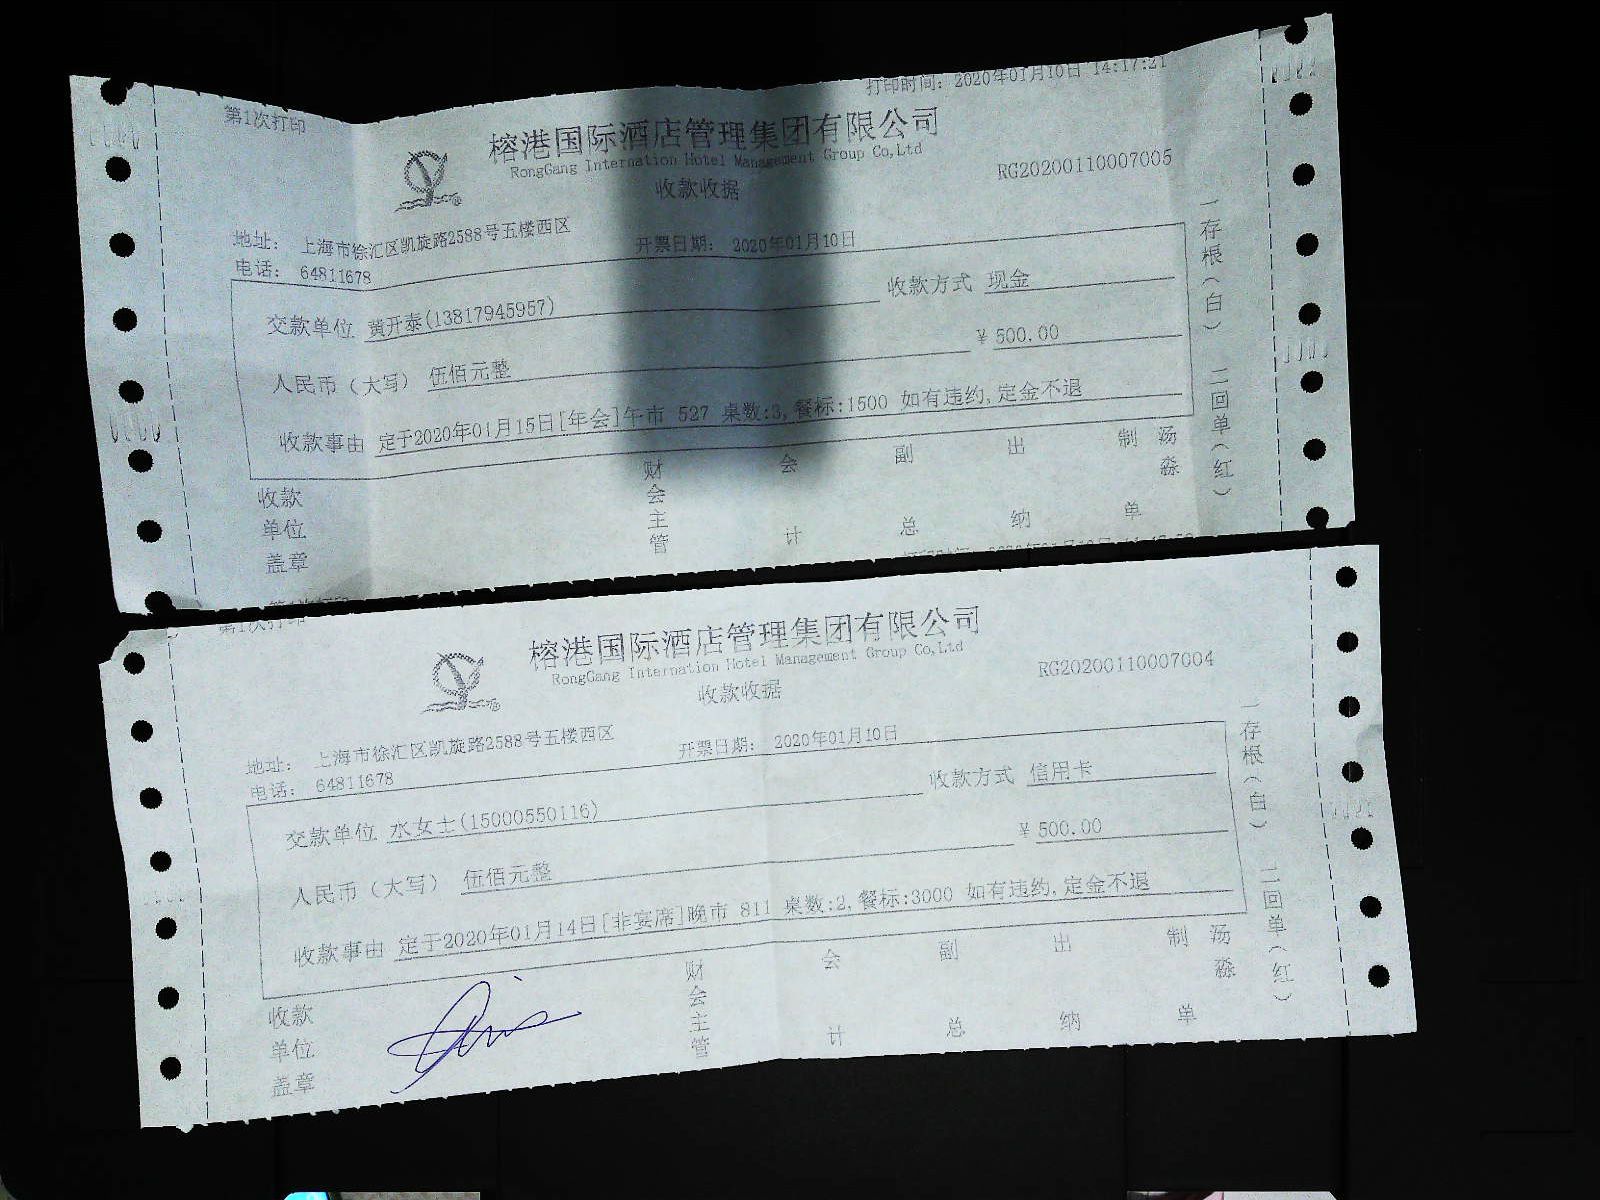 第1次打印
打印时间: 2020年01月10日 14:17:21
榕港国际酒店管理集团有限公司
RongGang Internation Hotel Management Group Co,Ltd
收款收据
RG20200110007005
地址: 上海市徐汇区凯旋路2588号五楼西区
开票日期: 2020年01月10日
电话: 64811678
交款单位 黄开泰(13817945957)
收款方式 现金
人民币（大写） 伍佰元整
¥ 500.00
收款事由 定于2020年01月15日[年会]午市 527 桌数:3,餐标:1500 如有违约,定金不退
收款单位盖章
财会主管
会计
副总
出纳
制单
汤淼
一存根(白) 二回单(红)
第1次打印
榕港国际酒店管理集团有限公司
RongGang Internation Hotel Management Group Co,Ltd
收款收据
RG20200110007004
地址: 上海市徐汇区凯旋路2588号五楼西区
开票日期: 2020年01月10日
电话: 64811678
交款单位 水女士(15000550116)
收款方式 信用卡
人民币（大写） 伍佰元整
¥ 500.00
收款事由 定于2020年01月14日[非宴席]晚市 811 桌数:2,餐标:3000 如有违约,定金不退
收款单位盖章
财会主管
会计
副总
出纳
制单
汤淼
一存根(白) 二回单(红)